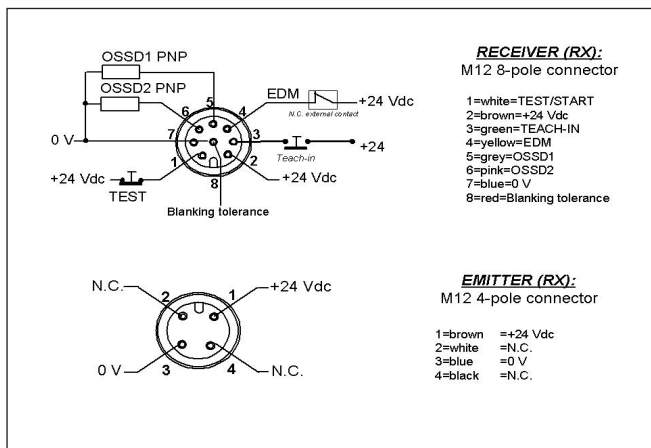 OSSD1 PNP
OSSD2 PNP
EDM
N.C. external contact
+24 Vdc
5
6
4
0 V
7
3
Teach-in
+24
1
2
+24 Vdc
TEST
+24 Vdc
8
Blanking tolerance
RECEIVER (RX):
M12 8-pole connector
1=white=TEST/START
2=brown=+24 Vdc
3=green=TEACH-IN
4=yellow=EDM
5=grey=OSSD1
6=pink=OSSD2
7=blue=0 V
8=red=Blanking tolerance
N.C.
2
1
+24 Vdc
0 V
3
4
N.C.
EMITTER (RX):
M12 4-pole connector
1=brown =+24 Vdc
2=white =N.C.
3=blue =0 V
4=black =N.C.